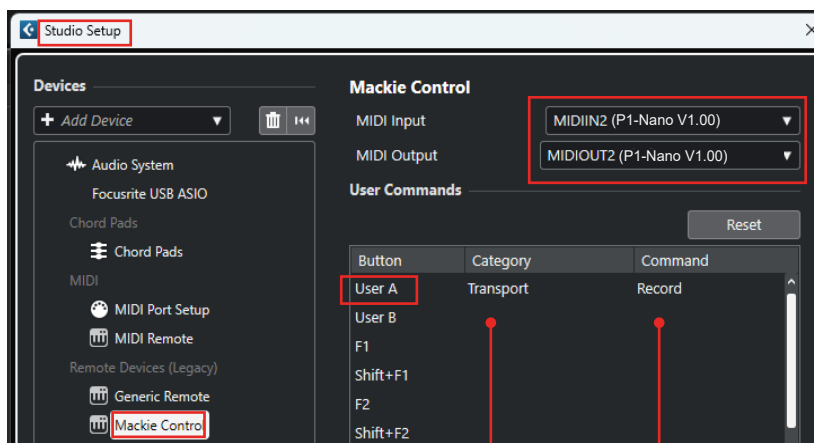 Studio Setup
Devices
Add Device
Audio System
Focusrite USB ASIO
Chord Pads
Chord Pads
MIDI
MIDI Port Setup
MIDI Remote
Remote Devices (Legacy)
Generic Remote
Mackie Control
Mackie Control
MIDI Input MIDIIN2 (P1-Nano V1.00)
MIDI Output MIDIOUT2 (P1-Nano V1.00)
User Commands
Reset
Button Category Command
User A Transport Record
User B
F1
Shift+F1
F2
Shift+F2